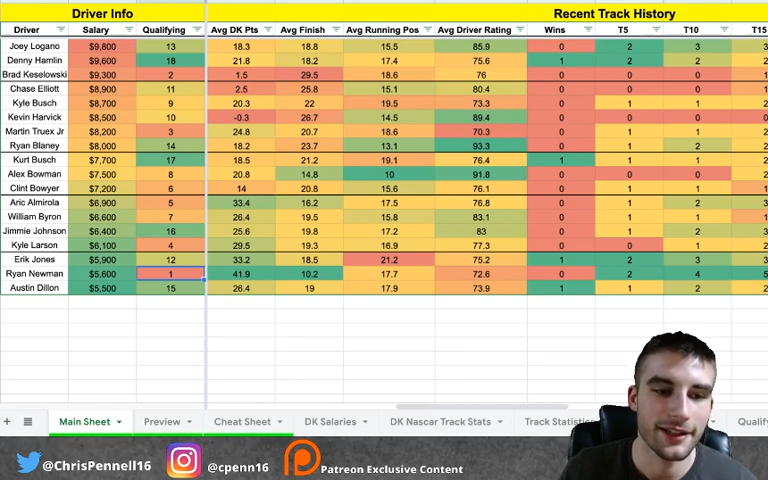 Driver Info Recent Track History
Driver Salary Qualifying Avg DK Pts Avg Finish Avg Running Pos Avg Driver Rating Wins T5 T10 T15
Joey Logano $9,800 13 18.3 18.8 15.5 85.9 0 2 3 3
Denny Hamlin $9,600 18 21.8 18.2 17.4 75.6 1 2 2 2
Brad Keselowski $9,300 2 1.5 29.5 18.6 76 0 0 0 0
Chase Elliott $8,900 11 2.5 25.8 15.1 80.4 0 0 0 1
Kyle Busch $8,700 9 20.3 22 19.5 73.3 0 1 1 2
Kevin Harvick $8,500 10 -0.3 26.7 14.5 89.4 0 0 0 0
Martin Truex Jr $8,200 3 24.8 20.7 18.6 70.3 0 1 1 2
Ryan Blaney $8,000 14 18.2 23.7 13.1 93.3 0 1 2 2
Kurt Busch $7,700 17 18.5 21.2 19.1 76.4 1 1 1 2
Alex Bowman $7,500 8 20.8 14.8 10 91.8 0 0 0
Clint Bowyer $7,200 6 14 20.8 15.6 76.1 0 1 1
Aric Almirola $6,900 5 33.4 16.2 17.5 76.8 0 1 2 3
William Byron $6,600 7 26.4 19.5 15.8 83.1 0 1 1 2
Jimmie Johnson $6,400 16 25.6 19.8 17.2 83 0 1 2 3
Kyle Larson $6,100 4 29.5 19.3 16.9 77.3 0 0 1 2
Erik Jones $5,900 12 33.2 18.5 21.2 75.2 1 2 3 3
Ryan Newman $5,600 1 41.9 10.2 17.7 72.6 0 2 4 5
Austin Dillon $5,500 15 26.4 19 17.9 73.9 1 1 2 2
Main Sheet Preview Cheat Sheet DK Salaries DK Nascar Track Stats Track Statistics Qualify
@ChrisPennell16 @cpenn16 Patreon Exclusive Content